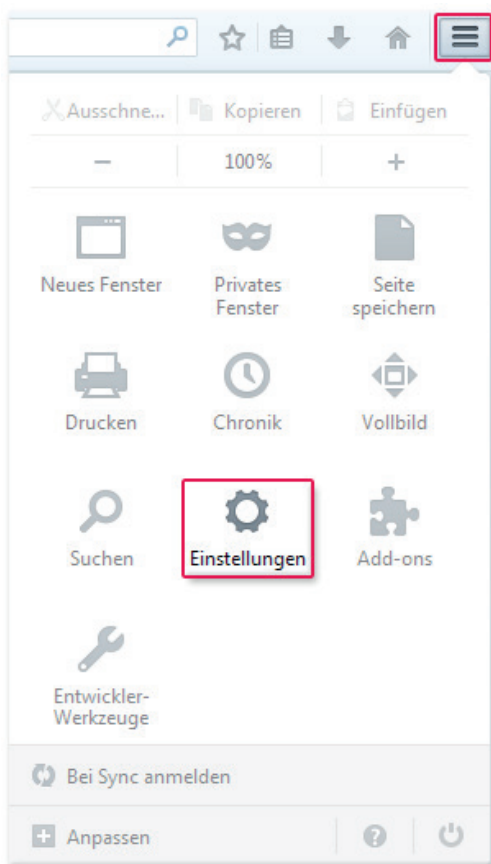 Ausschne... Kopieren Einfügen
− 100% +
Neues Fenster Privates Fenster Seite speichern
Drucken Chronik Vollbild
Suchen Einstellungen Add-ons
Entwickler-
Werkzeuge
Bei Sync anmelden
Anpassen